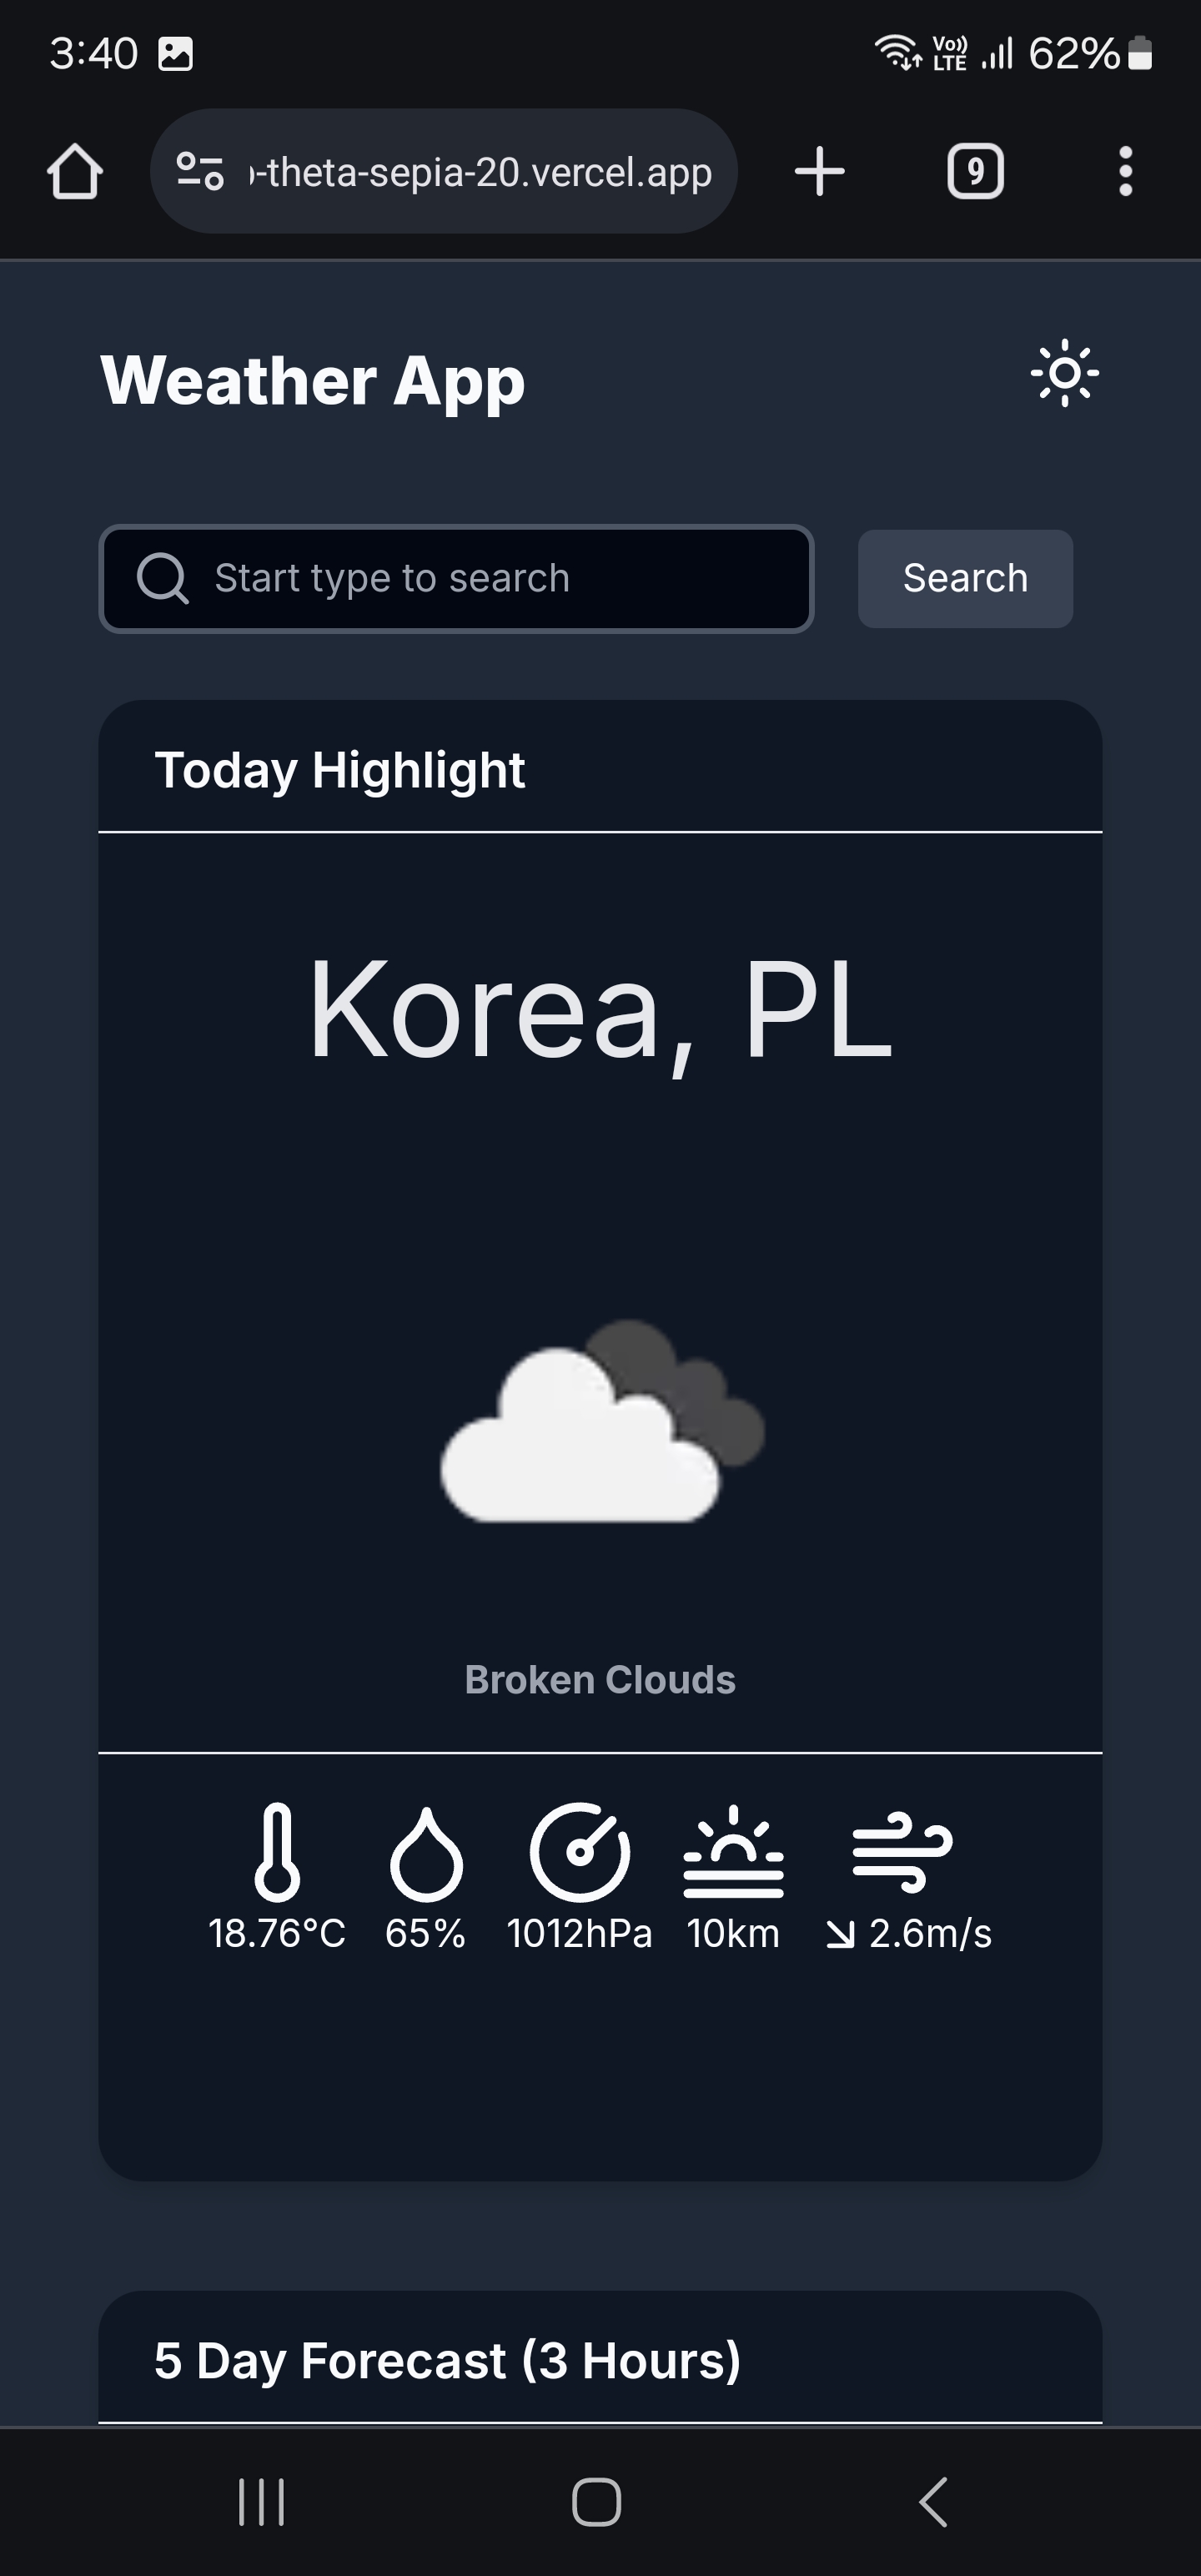 3:40 Vo)) LTE 62%
-theta-sepia-20.vercel.app 9
Weather App
Start type to search Search
Today Highlight
Korea, PL
Broken Clouds
18.76°C 65% 1012hPa 10km 2.6m/s
5 Day Forecast (3 Hours)